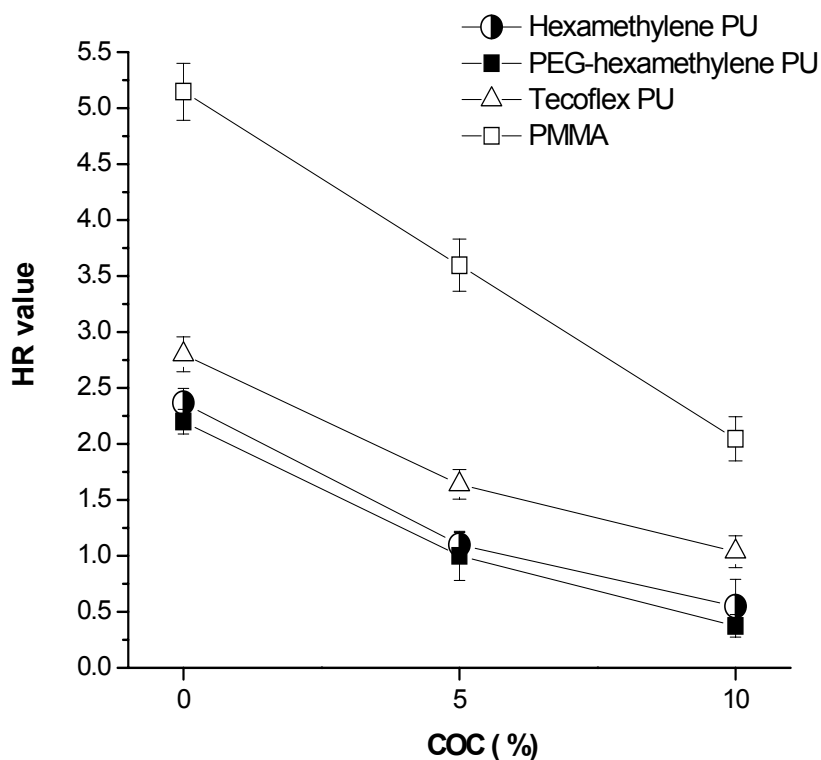 Hexamethylene PU
PEG-hexamethylene PU
Tecoflex PU
PMMA
5.5
5.0
4.5
4.0
3.5
3.0
2.5
2.0
1.5
1.0
0.5
0.0
HR value
0 5 10
COC ( %)